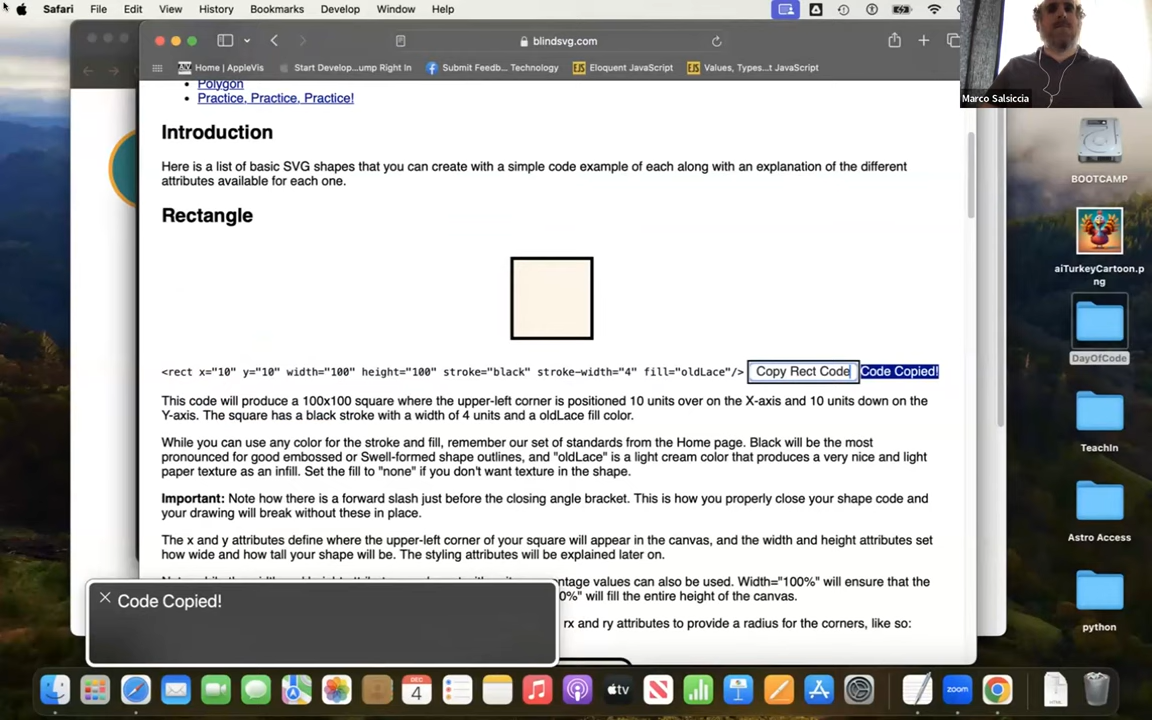 Safari File Edit View History Bookmarks Develop Window Help
blindsvg.com
Home | AppleVis Start Develop...ump Right In Submit Feedb... Technology Eloquent JavaScript Values, Types...t JavaScript
Polygon
Practice, Practice, Practice!
Introduction
Here is a list of basic SVG shapes that you can create with a simple code example of each along with an explanation of the different
attributes available for each one.
Rectangle
<rect x="10" y="10" width="100" height="100" stroke="black" stroke-width="4" fill="oldLace"/> Copy Rect Code Code Copied!
This code will produce a 100x100 square where the upper-left corner is positioned 10 units over on the X-axis and 10 units down on the
Y-axis. The square has a black stroke with a width of 4 units and a oldLace fill color.
While you can use any color for the stroke and fill, remember our set of standards from the Home page. Black will be the most
pronounced for good embossed or Swell-formed shape outlines, and "oldLace" is a light cream color that produces a very nice and light
paper texture as an infill. Set the fill to "none" if you don't want texture in the shape.
Important: Note how there is a forward slash just before the closing angle bracket. This is how you properly close your shape code and
your drawing will break without these in place.
The x and y attributes define where the upper-left corner of your square will appear in the canvas, and the width and height attributes set
how wide and how tall your shape will be. The styling attributes will be explained later on.
entage values can also be used. Width="100%" will ensure that the
0%" will fill the entire height of the canvas.
rx and ry attributes to provide a radius for the corners, like so:
Code Copied!
Marco Salsiccia
BOOTCAMP
aiTurkeyCartoon.p
ng
DayOfCode
TeachIn
Astro Access
python
DEC
4
tv
zoom